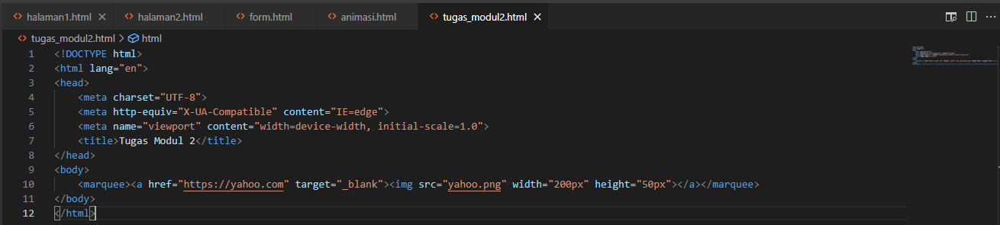 halaman1.html halaman2.html form.html animasi.html tugas_modul2.html
tugas_modul2.html > html
1 <!DOCTYPE html>
2 <html lang="en">
3 <head>
4 <meta charset="UTF-8">
5 <meta http-equiv="X-UA-Compatible" content="IE=edge">
6 <meta name="viewport" content="width=device-width, initial-scale=1.0">
7 <title>Tugas Modul 2</title>
8 </head>
9 <body>
10 <marquee><a href="https://yahoo.com" target="_blank"><img src="yahoo.png" width="200px" height="50px"></a></marquee>
11 </body>
12 </html>